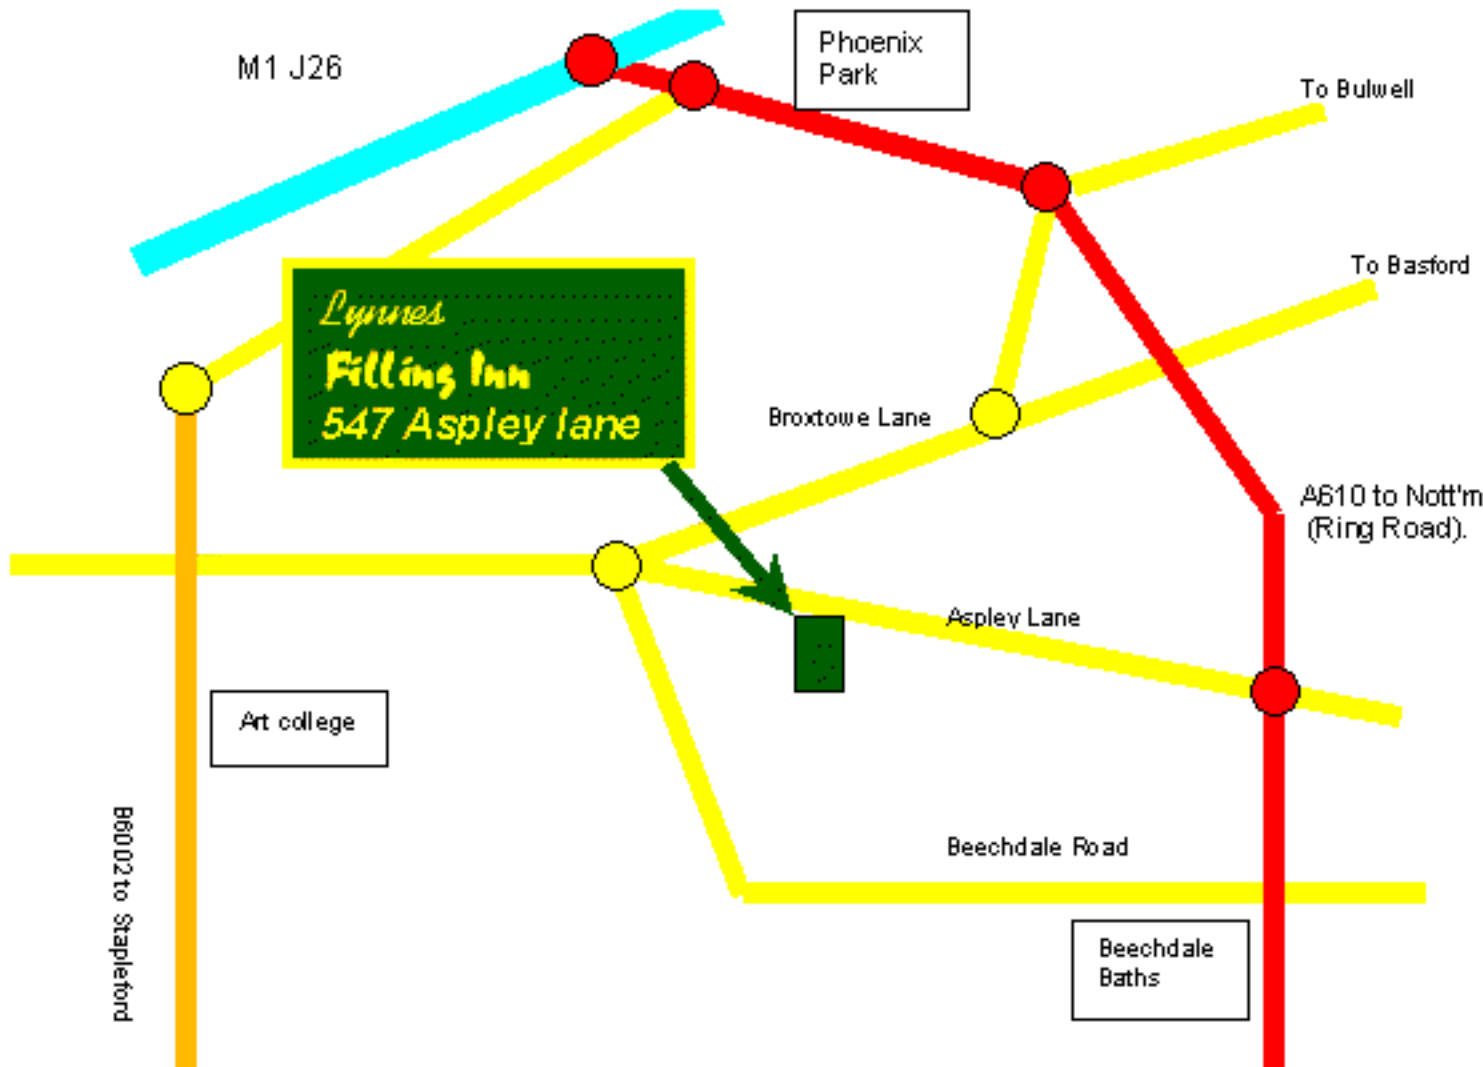 M1 J26
Phoenix
Park
To Bulwell
To Basford
Lynnes
Filling Inn
547 Aspley lane
Broxtowe Lane
A610 to Nott'm
(Ring Road).
Aspley Lane
Art college
B6002 to Stapleford
Beechdale Road
Beechdale
Baths